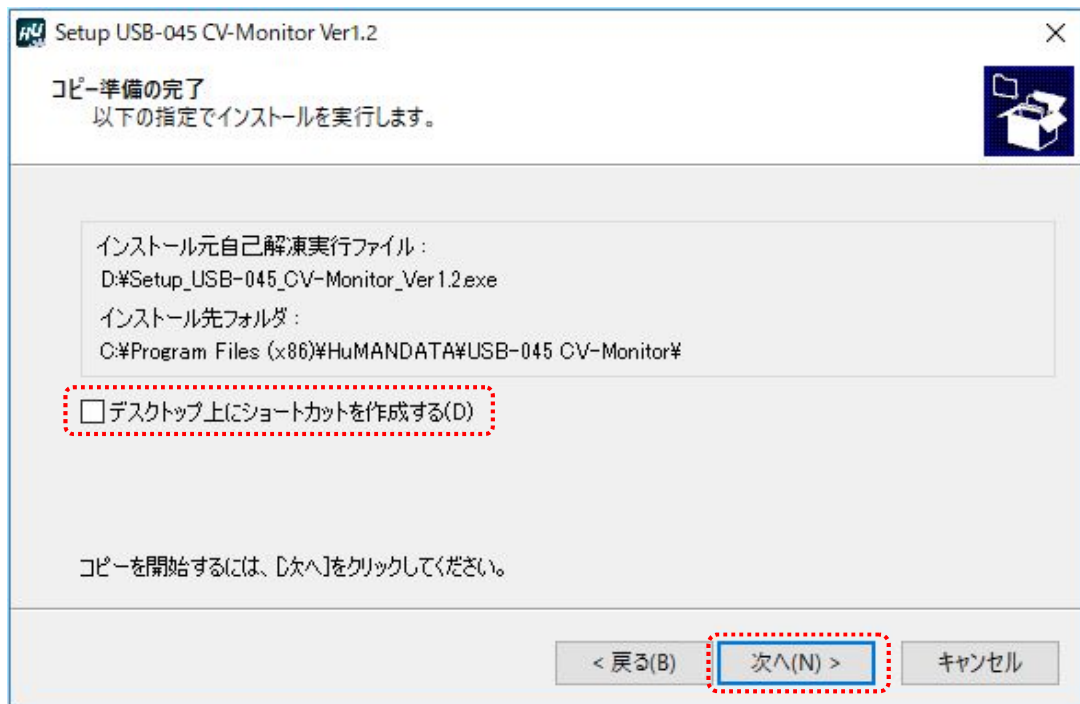 HU
Setup USB-045 CV-Monitor Ver1.2
コピー準備の完了
以下の指定でインストールを実行します。
インストール元自己解凍実行ファイル：
D:¥Setup_USB-045_CV-Monitor_Ver1.2.exe
インストール先フォルダ：
C:¥Program Files (x86)¥HuMANDATA¥USB-045 CV-Monitor¥
デスクトップ上にショートカットを作成する(D)
コピーを開始するには、[次へ]をクリックしてください。
< 戻る(B)
次へ(N) >
キャンセル